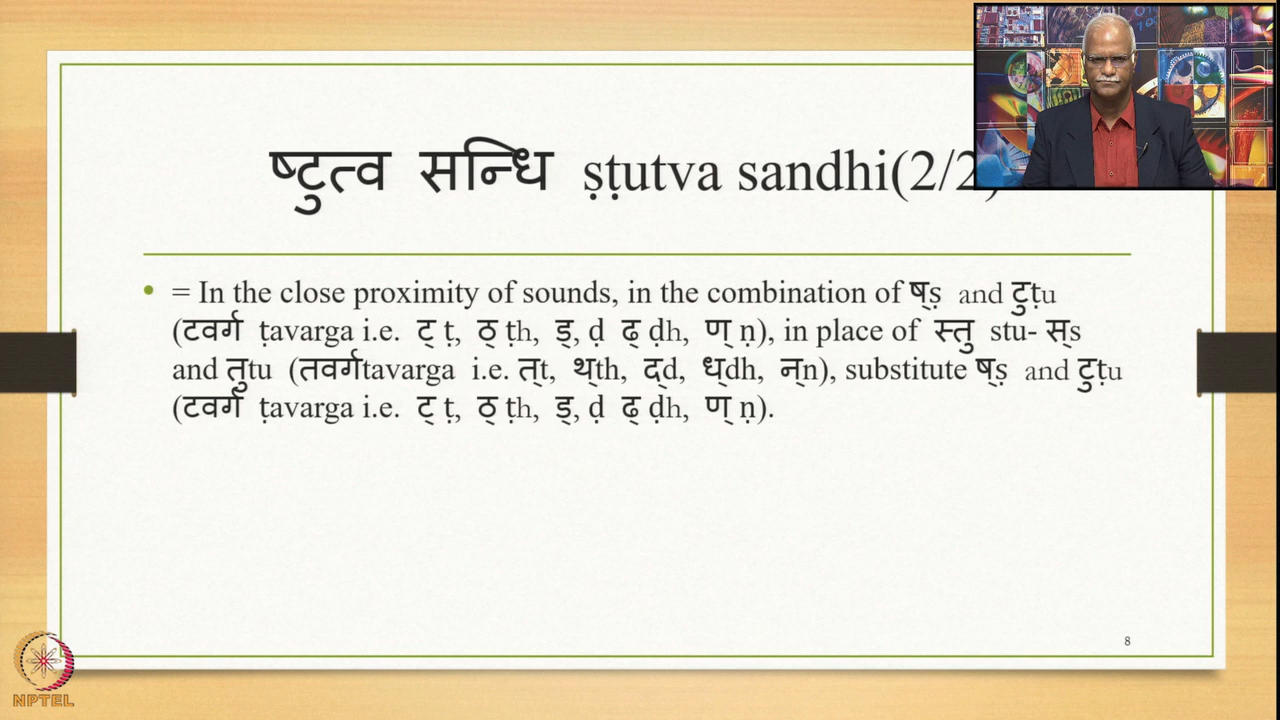 ष्टुत्व सन्धि ṣṭutva sandhi(2/2)
= In the close proximity of sounds, in the combination of ष्ṣ and टुṭu
(टवर्ग ṭavarga i.e. ट् ṭ, ठ् ṭh, ड्, ḍ ढ् ḍh, ण् ṇ), in place of स्तु stu- स्s
and तुtu (तवर्गtavarga i.e. त्t, थ्th, द्d, ध्dh, न्n), substitute ष्ṣ and टुṭu
(टवर्ग ṭavarga i.e. ट् ṭ, ठ् ṭh, ड्, ḍ ढ् ḍh, ण् ṇ).
8
NPTEL